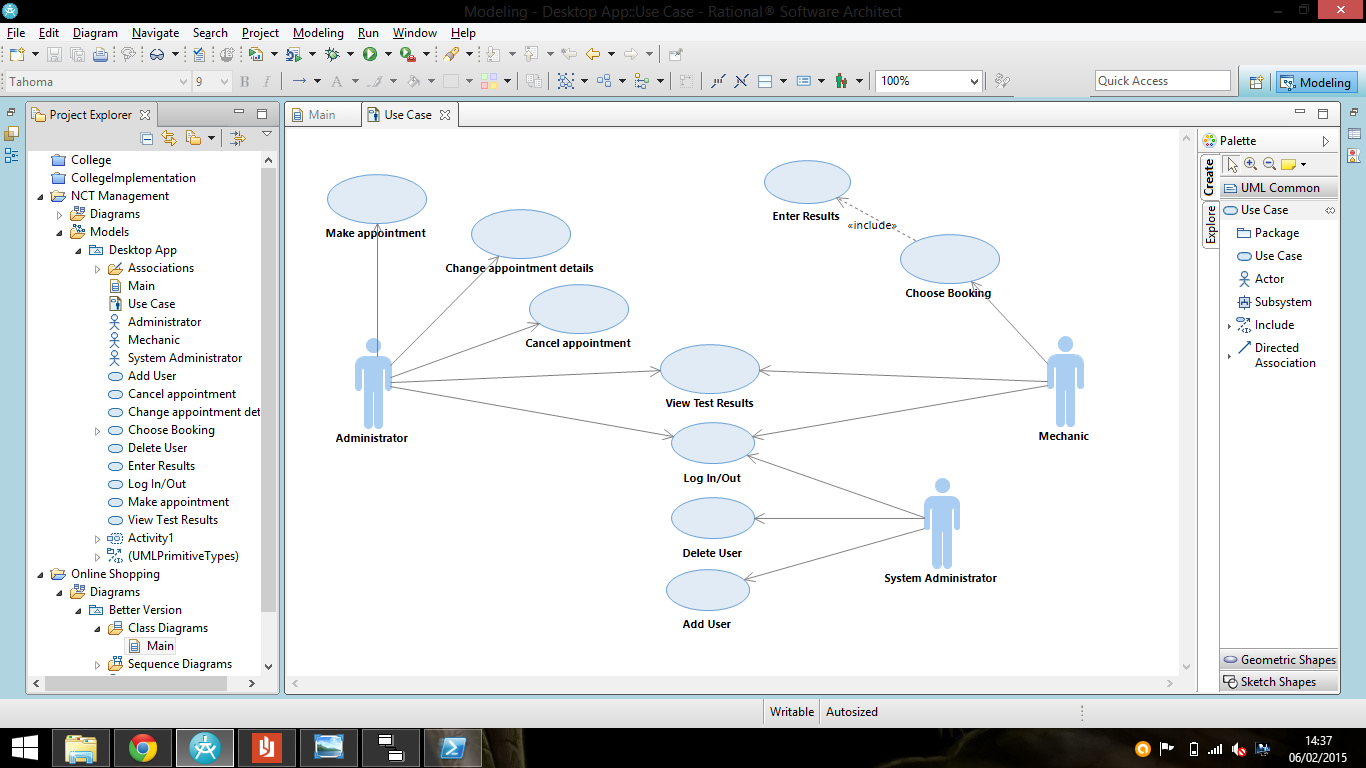 Modeling - Desktop App::Use Case - Rational® Software Architect
File Edit Diagram Navigate Search Project Modeling Run Window Help
Tahoma 9 B I A 100% Quick Access Modeling
Project Explorer
College
CollegeImplementation
NCT Management
Diagrams
Models
Desktop App
Associations
Main
Use Case
Administrator
Mechanic
System Administrator
Add User
Cancel appointment
Change appointment det
Choose Booking
Delete User
Enter Results
Log In/Out
Make appointment
View Test Results
Activity1
(UMLPrimitiveTypes)
Online Shopping
Diagrams
Better Version
Class Diagrams
Main
Sequence Diagrams
Main Use Case
Make appointment
Change appointment details
Cancel appointment
Enter Results
«include»
Choose Booking
View Test Results
Administrator
Mechanic
Log In/Out
Delete User
System Administrator
Add User
Palette
Create
Explore
UML Common
Use Case
Package
Use Case
Actor
Subsystem
Include
Directed
Association
Geometric Shapes
Sketch Shapes
Writable Autosized
14:37
06/02/2015